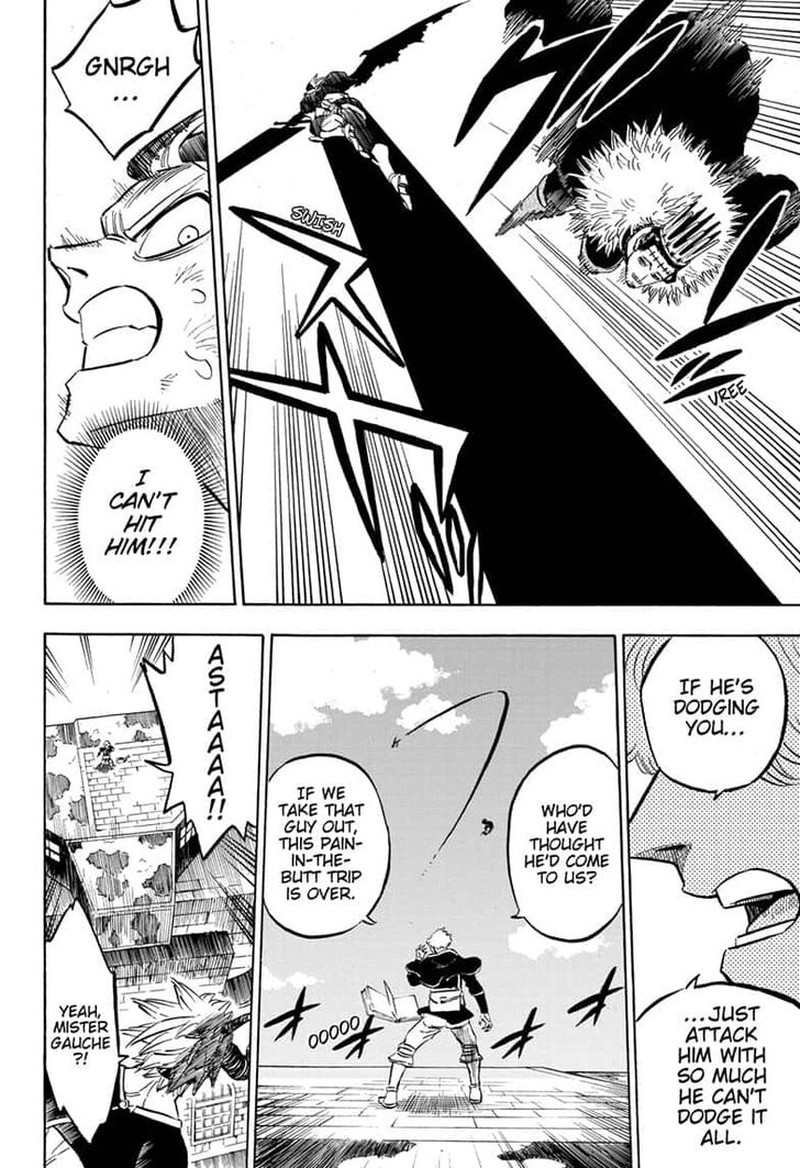 VREE
SWISH
GNRGH
...
I
CAN'T
HIT
HIM!!!
IF HE'S
DODGING
YOU...
...JUST
ATTACK
HIM WITH
SO MUCH
HE CAN'T
DODGE IT
ALL.
WHO'D
HAVE
THOUGHT
HE'D COME
TO US?
IF WE
TAKE THAT
GUY OUT,
THIS PAIN-
IN-THE-
BUTT TRIP
IS OVER.
OOOOO
ASTAAAA!!
YEAH,
MISTER
GAUCHE
?!